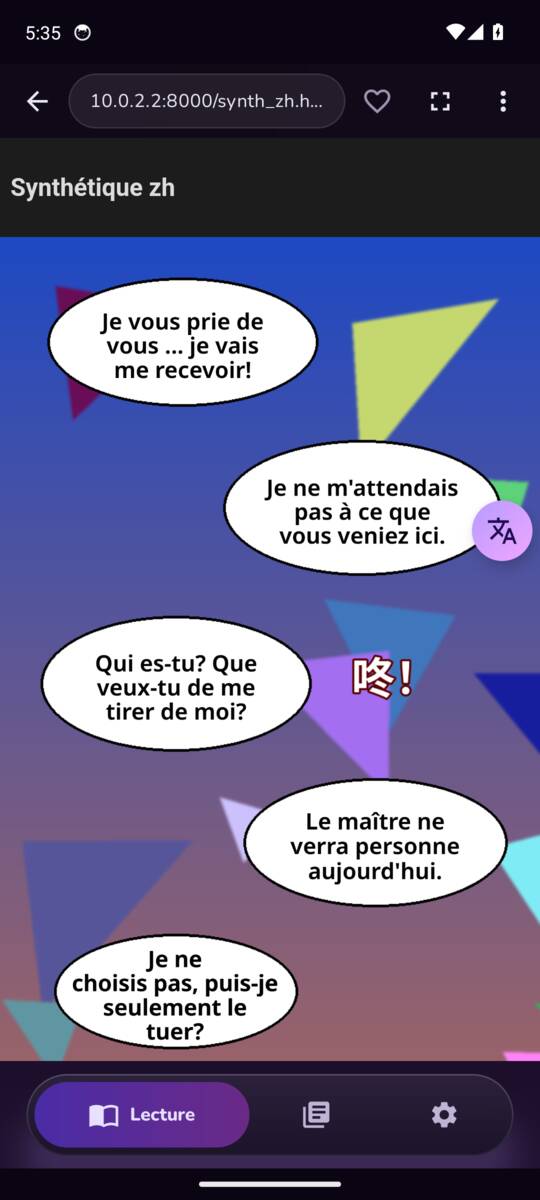 5:35
10.0.2.2:8000/synth_zh.h...
Synthétique zh
Je vous prie de
vous ... je vais
me recevoir!
Je ne m'attendais
pas à ce que
vous veniez ici.
Qui es-tu? Que
veux-tu de me
tirer de moi?
咚!
Le maître ne
verra personne
aujourd'hui.
Je ne
choisis pas, puis-je
seulement le
tuer?
Lecture